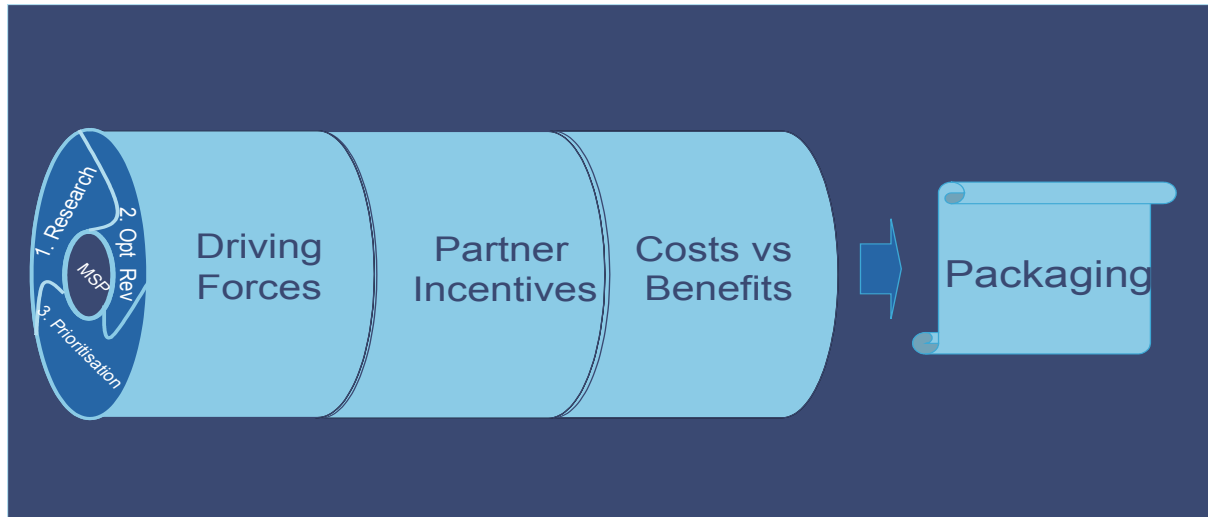 1. Research
2. Opt Rev
3. Prioritisation
MSP
Driving
Forces
Partner
Incentives
Costs vs
Benefits
Packaging